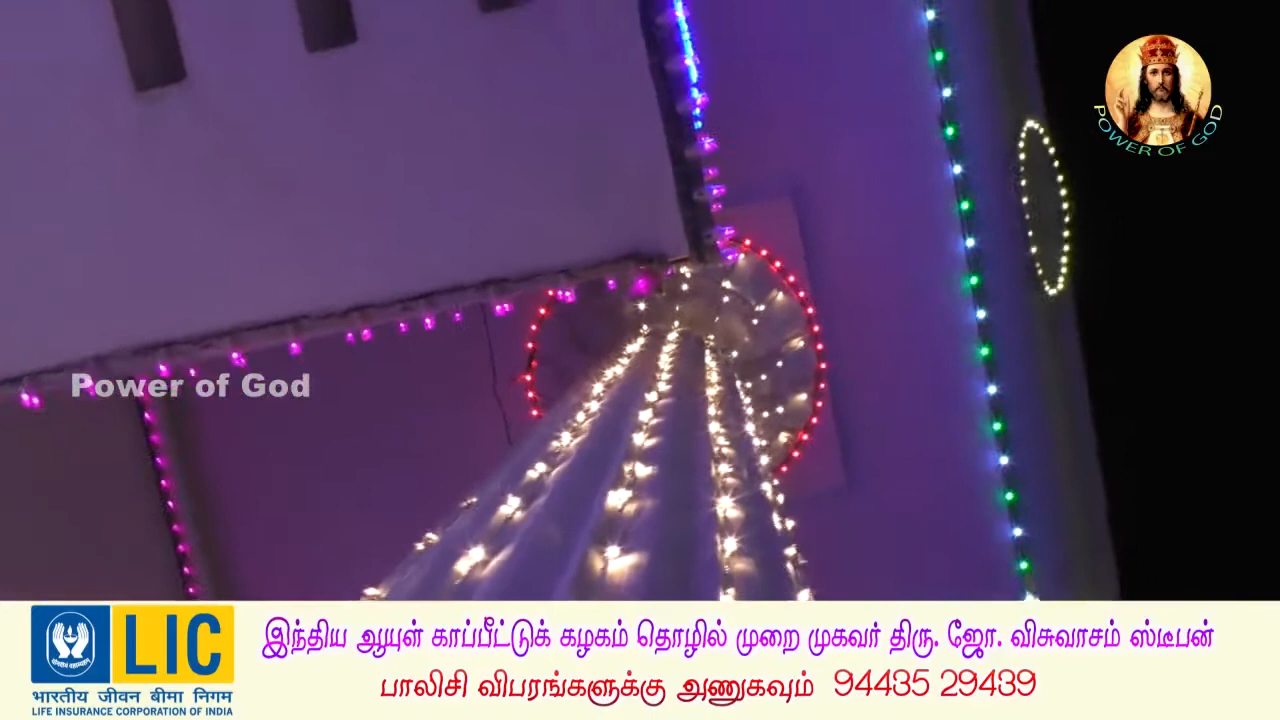 POWER OF GOD
Power of God
LIC
भारतीय जीवन बीमा निगम
LIFE INSURANCE CORPORATION OF INDIA
இந்திய ஆயுள் காப்பீட்டுக் கழகம் தொழில் முறை முகவர் திரு. ஜோ. விசுவாசம் ஸ்டீபன்
பாலிசி விபரங்களுக்கு அணுகவும் 94435 29439